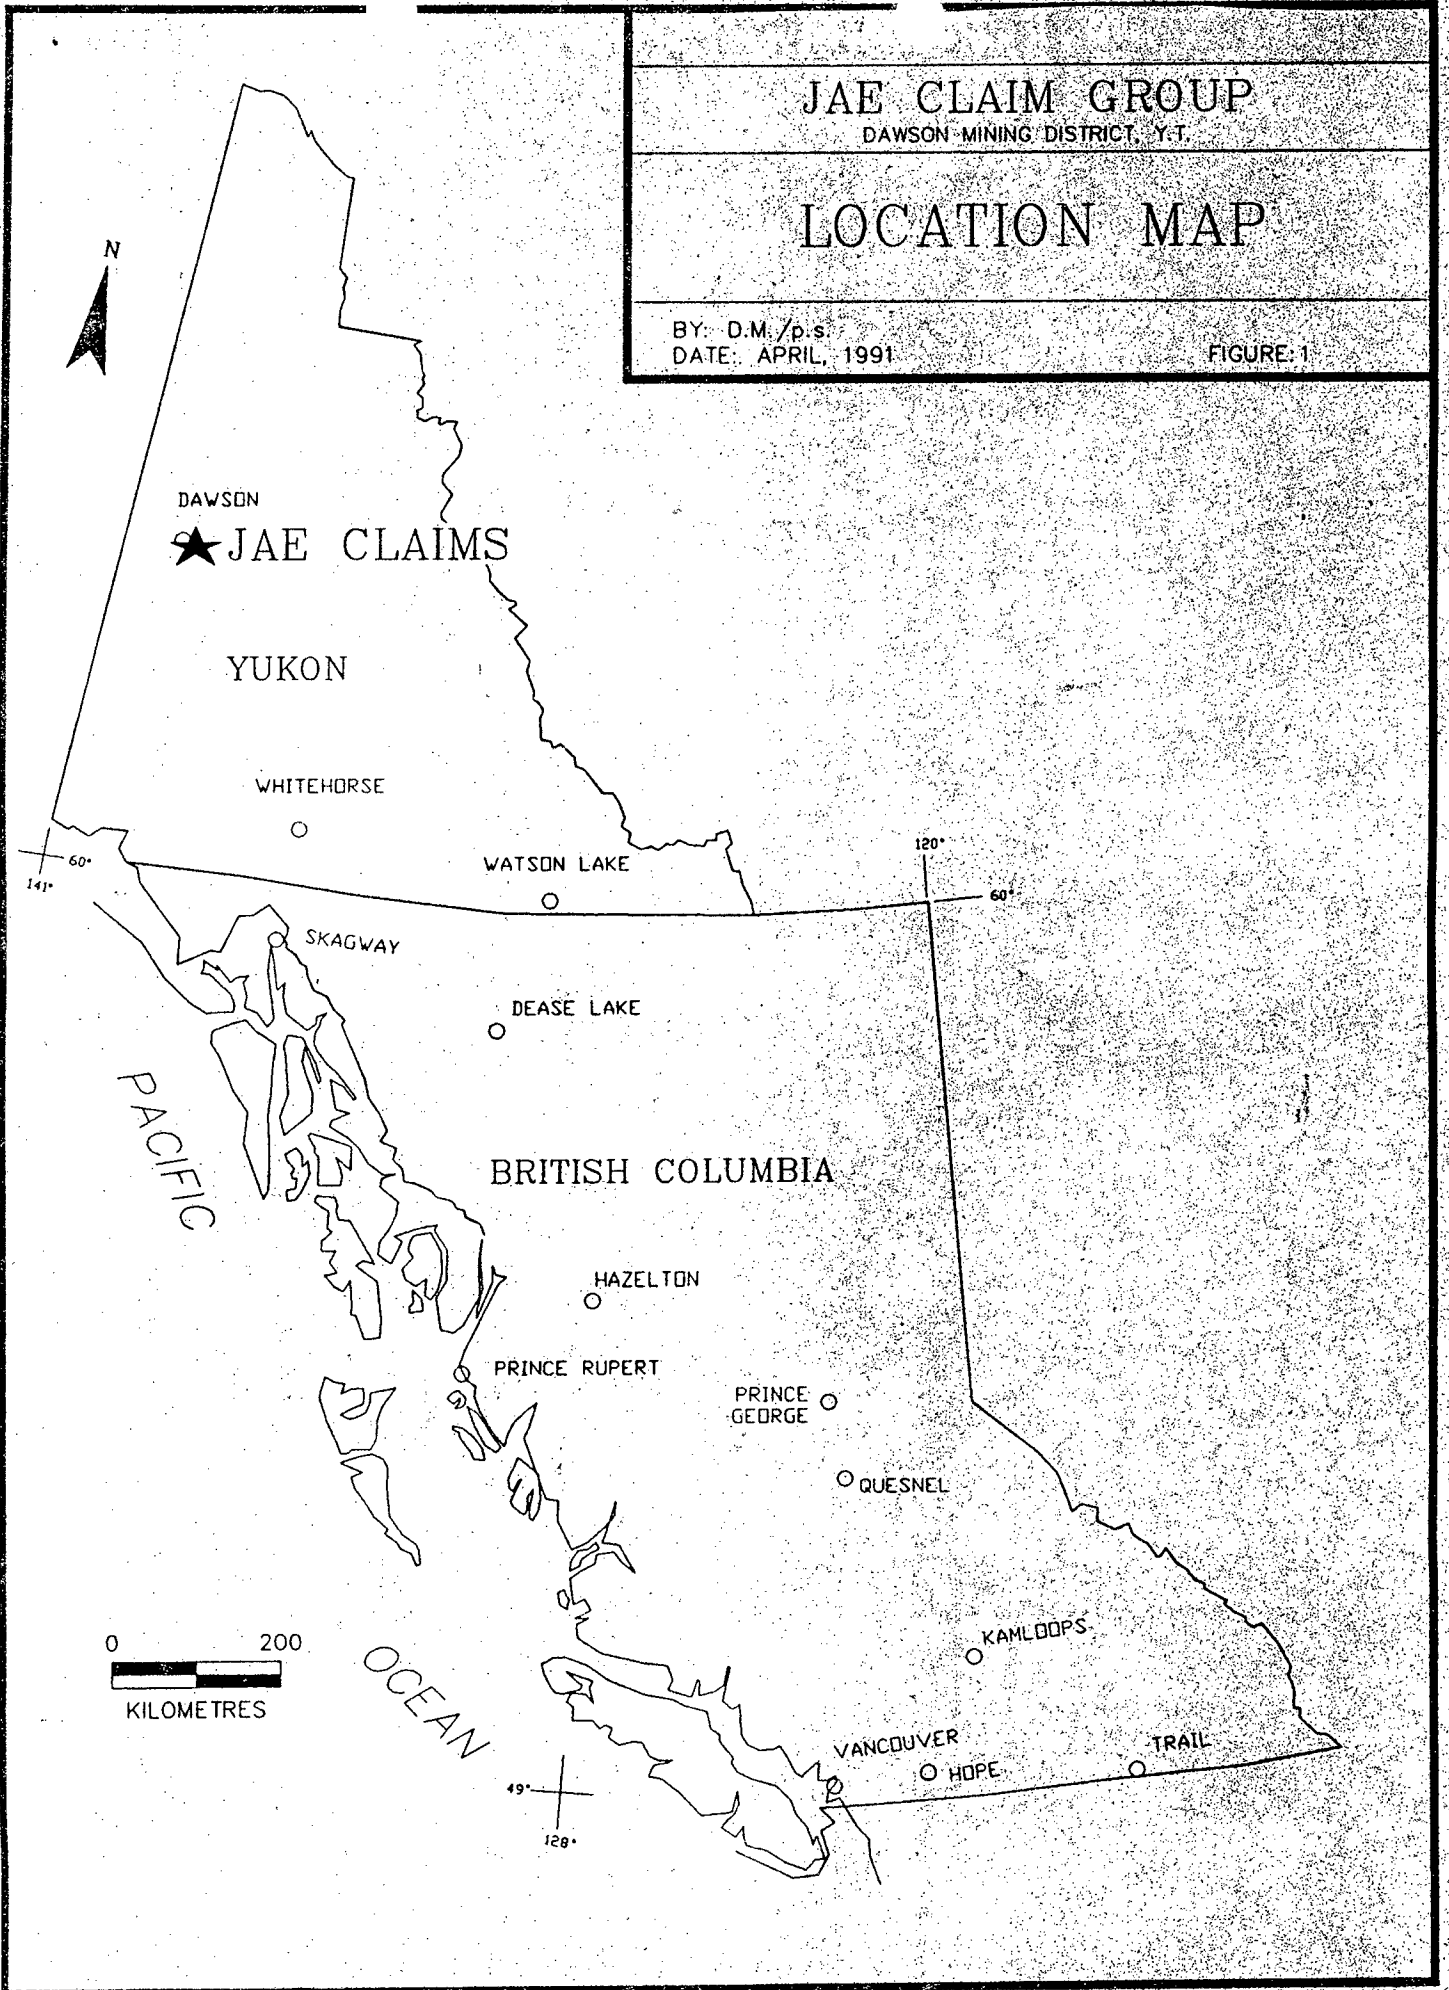 JAE CLAIM GROUP
DAWSON MINING DISTRICT, Y.T.
LOCATION MAP
BY: D.M./p.s.
DATE: APRIL, 1991
FIGURE: 1
N
DAWSON
JAE CLAIMS
YUKON
WHITEHORSE
WATSON LAKE
60°
141°
120°
60°
SKAGWAY
DEASE LAKE
PACIFIC
BRITISH COLUMBIA
HAZELTON
PRINCE RUPERT
PRINCE
GEORGE
QUESNEL
KAMLOOPS
0 200
KILOMETRES
OCEAN
VANCOUVER
HOPE
TRAIL
49°
128°